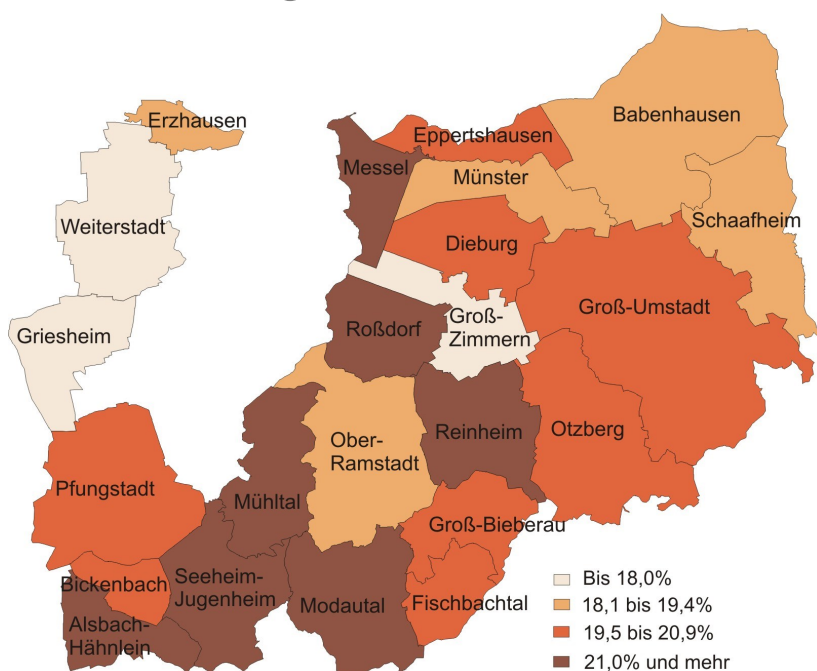 Erzhausen
Babenhausen
Eppertshausen
Messel
Münster
Weiterstadt
Schaafheim
Dieburg
Groß-Umstadt
Griesheim
Roßdorf
Groß-
Zimmern
Ober-
Ramstadt
Reinheim
Otzberg
Pfungstadt
Mühltal
Groß-Bieberau
Bickenbach
Seeheim-
Jugenheim
Modautal
Fischbachtal
Alsbach-
Hähnlein
Bis 18,0%
18,1 bis 19,4%
19,5 bis 20,9%
21,0% und mehr